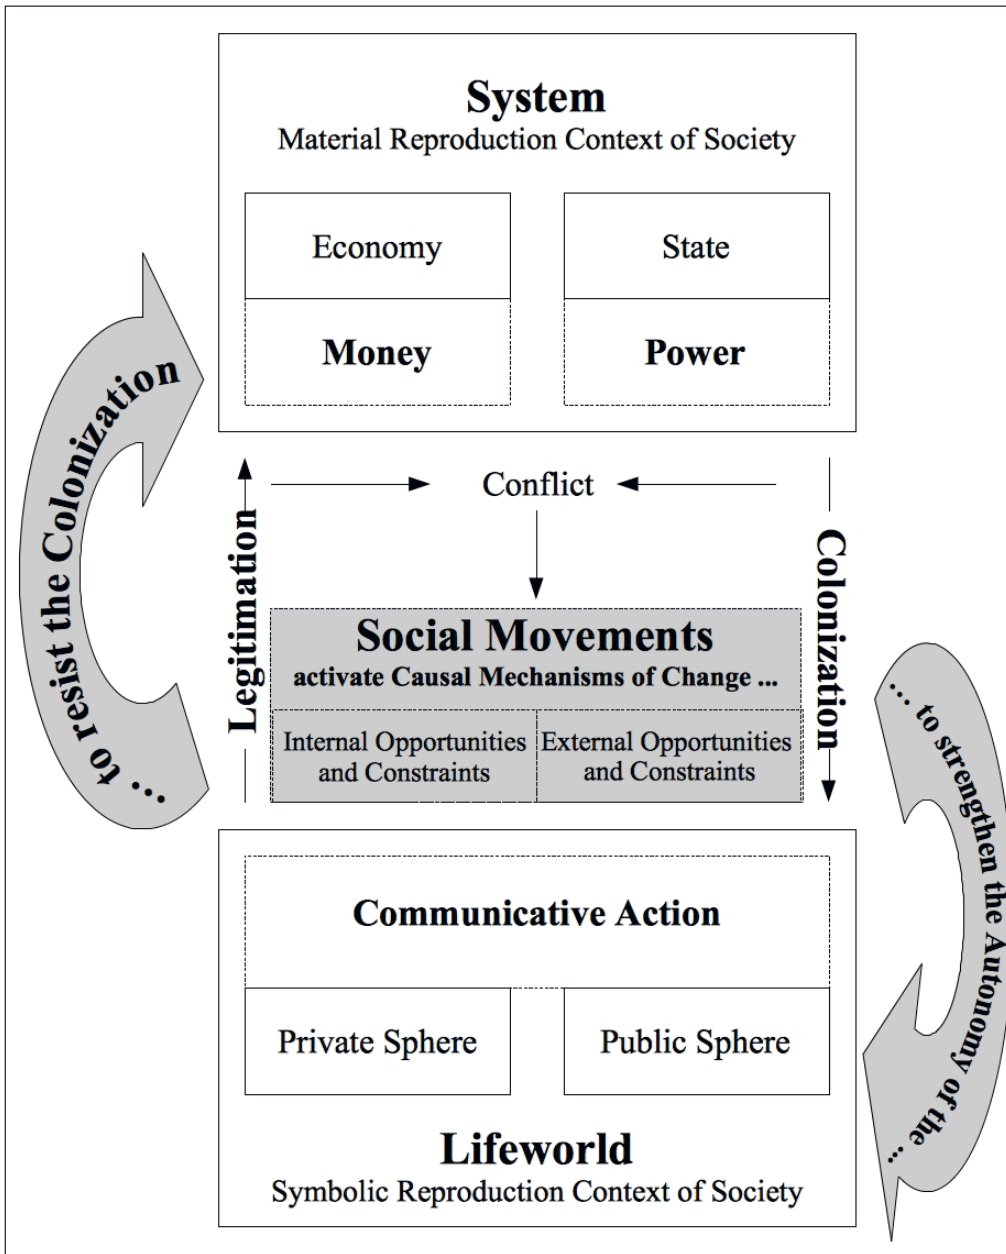 System
Material Reproduction Context of Society
Economy
State
Money
Power
... to resist the Colonization
Legitimation
Conflict
Colonization
Social Movements
activate Causal Mechanisms of Change ...
Internal Opportunities
and Constraints
External Opportunities
and Constraints
... to strengthen the Autonomy of the ...
Communicative Action
Private Sphere
Public Sphere
Lifeworld
Symbolic Reproduction Context of Society